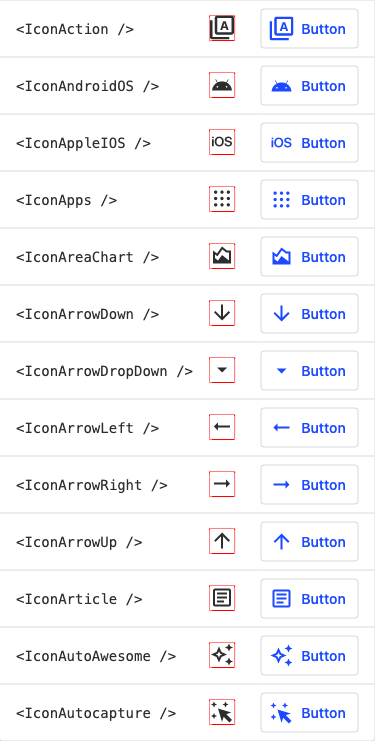 <IconAction /> A A Button
<IconAndroidOS /> Button
<IconAppleIOS /> iOS iOS Button
<IconApps /> Button
<IconAreaChart /> Button
<IconArrowDown /> Button
<IconArrowDropDown /> Button
<IconArrowLeft /> Button
<IconArrowRight /> Button
<IconArrowUp /> Button
<IconArticle /> Button
<IconAutoAwesome /> Button
<IconAutocapture /> Button